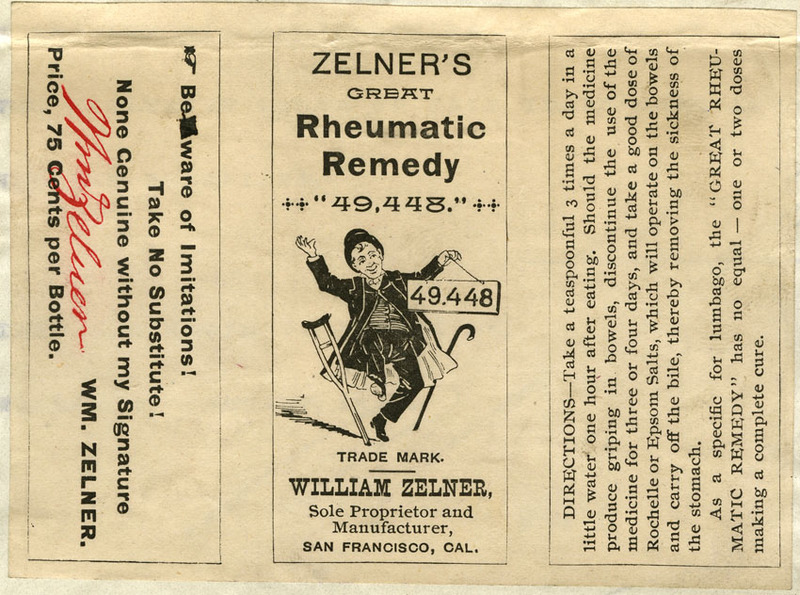 Beware of Imitations!
Take No Substitute!
None Genuine without my Signature
WM. ZELNER.
Wm Zelner
Price, 75 Cents per Bottle.
ZELNER'S
GREAT
Rheumatic
Remedy
"49,448."
49.448
TRADE MARK.
WILLIAM ZELNER,
Sole Proprietor and
Manufacturer,
SAN FRANCISCO, CAL.
DIRECTIONS—Take a teaspoonful 3 times a day in a
little water one hour after eating. Should the medicine
produce griping in bowels, discontinue the use of the
medicine for three or four days, and take a good dose of
Rochelle or Epsom Salts, which will operate on the bowels
and carry off the bile, thereby removing the sickness of
the stomach.
As a specific for lumbago, the "GREAT RHEU-
MATIC REMEDY" has no equal — one or two doses
making a complete cure.